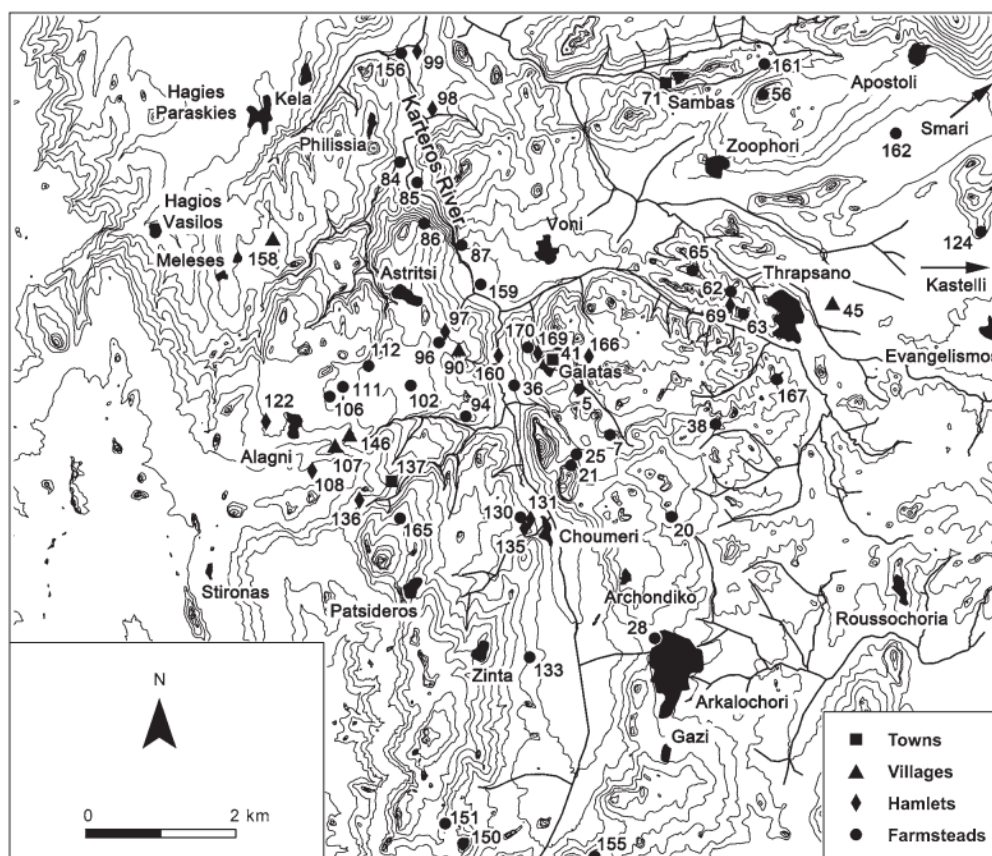 156
99
161
Apostoli
71
Sambas
56
Hagies
Paraskies
Kela
98
Karteros River
Smari
Philissia
162
Zoophori
84
85
Hagios
Vasilos
Voni
124
86
Meleses
158
87
65
Thrapsano
Kastelli
Astritsi
159
62
69
63
45
97
170
169
166
Evangelismos
112
96
90
160
41
Galatas
111
36
5
167
106
102
122
94
38
7
146
Alagni
107
25
137
21
108
136
130
131
165
135
Choumeri
20
Stironas
Archondiko
Patsideros
Roussochoria
28
Zinta
133
Arkalochori
N
Gazi
Towns
Villages
0
2 km
Hamlets
151
150
155
Farmsteads